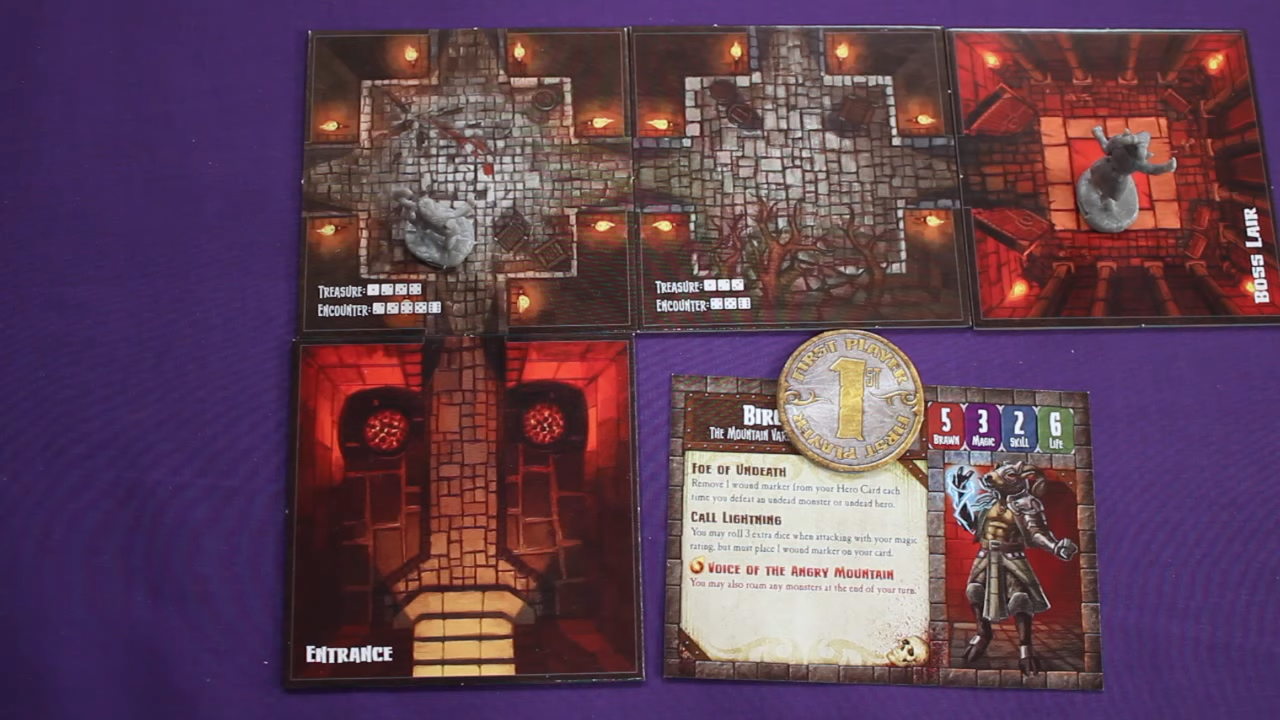 TREASURE:
ENCOUNTER:
TREASURE:
ENCOUNTER:
BOSS LAIR
ENTRANCE
FIRST PLAYER
1ST
FIRST PLAYER
THE MOUNTAIN
5 BRAWN
3 MAGIC
2 SKILL
6 LIFE
FOE OF UNDEATH
Remove 1 wound marker from your Hero Card each
time you defeat an undead monster or undead hero.
CALL LIGHTNING
You may roll 3 extra dice when attacking with your magic
rating, but must place 1 wound marker on your card.
VOICE OF THE ANGRY MOUNTAIN
You may also roam any monsters at the end of your turn.